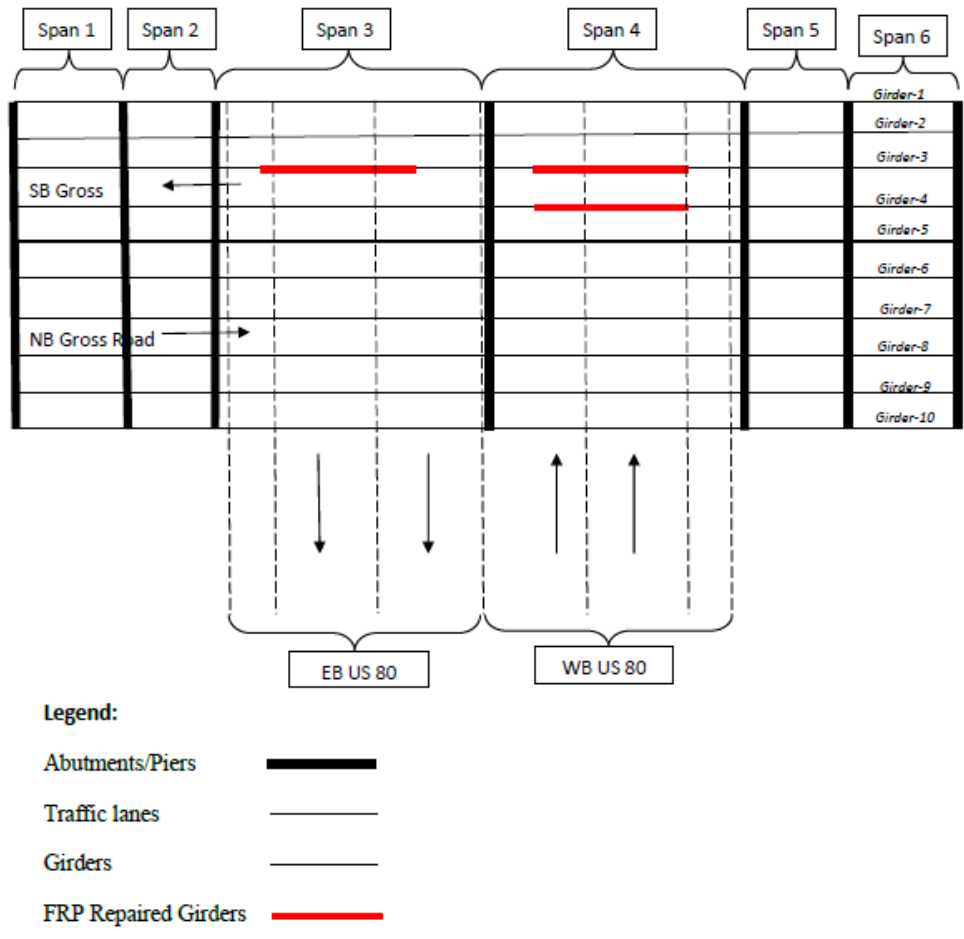 Span 1
Span 2
Span 3
Span 4
Span 5
Span 6
Girder-1
Girder-2
Girder-3
SB Gross
Girder-4
Girder-5
Girder-6
Girder-7
NB Gross Road
Girder-8
Girder-9
Girder-10
EB US 80
WB US 80
Legend:
Abutments/Piers
Traffic lanes
Girders
FRP Repaired Girders